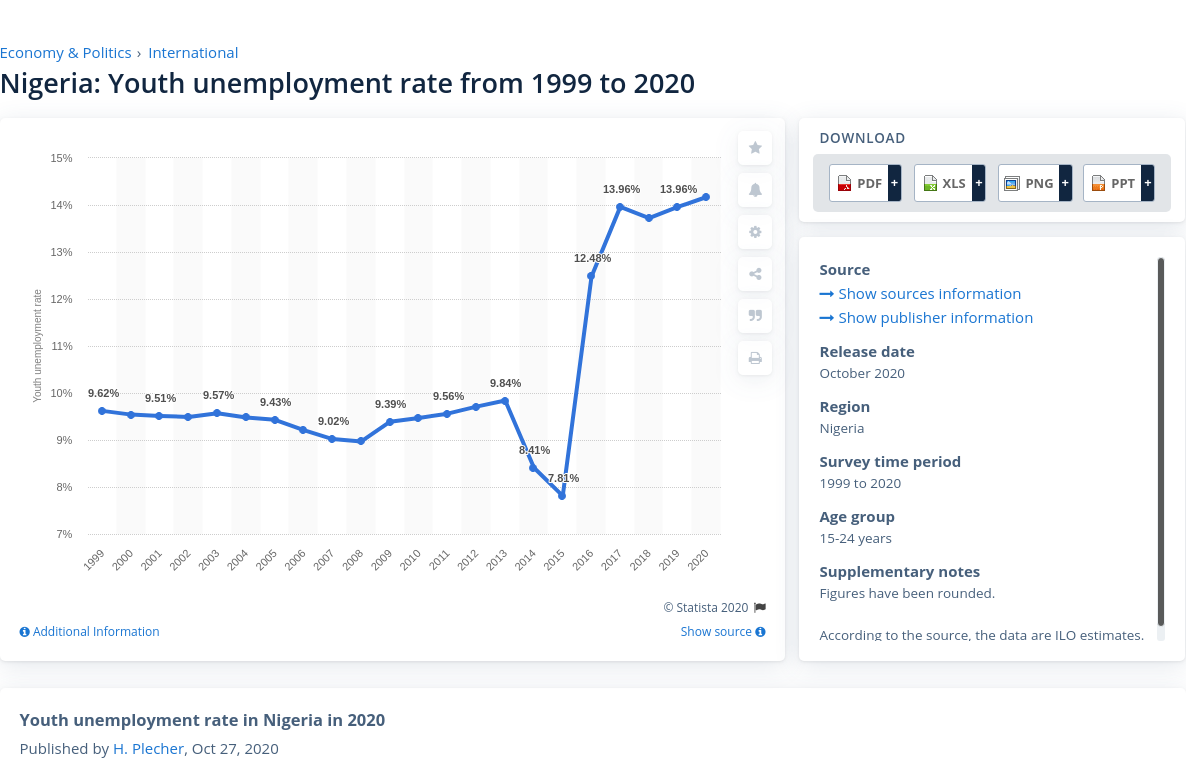 Economy & Politics › International
Nigeria: Youth unemployment rate from 1999 to 2020
Youth unemployment rate
15%
14%
13%
12%
11%
10%
9%
8%
7%
9.62%
9.51%
9.57%
9.43%
9.02%
9.39%
9.56%
9.84%
8.41%
7.81%
12.48%
13.96%
13.96%
1999
2000
2001
2002
2003
2004
2005
2006
2007
2008
2009
2010
2011
2012
2013
2014
2015
2016
2017
2018
2019
2020
© Statista 2020
Additional Information
Show source
DOWNLOAD
PDF + XLS + PNG + PPT +
Source
Show sources information
Show publisher information
Release date
October 2020
Region
Nigeria
Survey time period
1999 to 2020
Age group
15-24 years
Supplementary notes
Figures have been rounded.
According to the source, the data are ILO estimates.
Youth unemployment rate in Nigeria in 2020
Published by H. Plecher, Oct 27, 2020